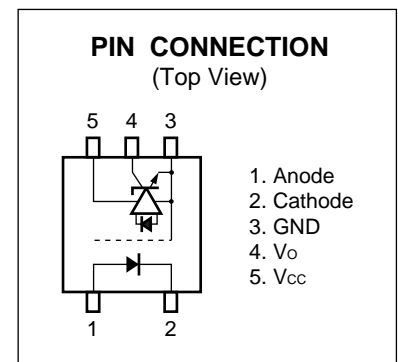 PIN CONNECTION
(Top View)
5 4 3
1. Anode
2. Cathode
3. GND
4. Vo
5. Vcc
1 2